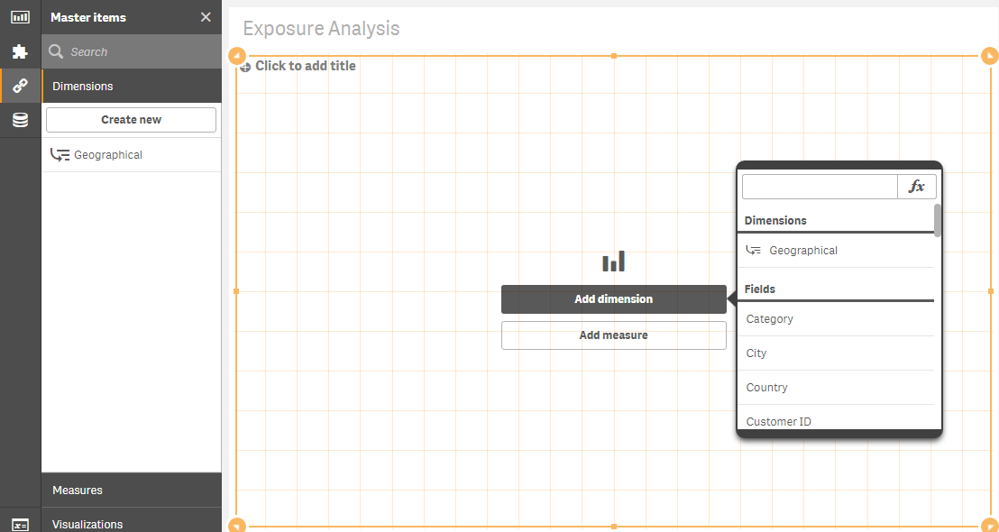 Master items
Search
Dimensions
Create new
Geographical
Measures
Visualizations
Exposure Analysis
Click to add title
Add dimension
Add measure
fx
Dimensions
Geographical
Fields
Category
City
Country
Customer ID